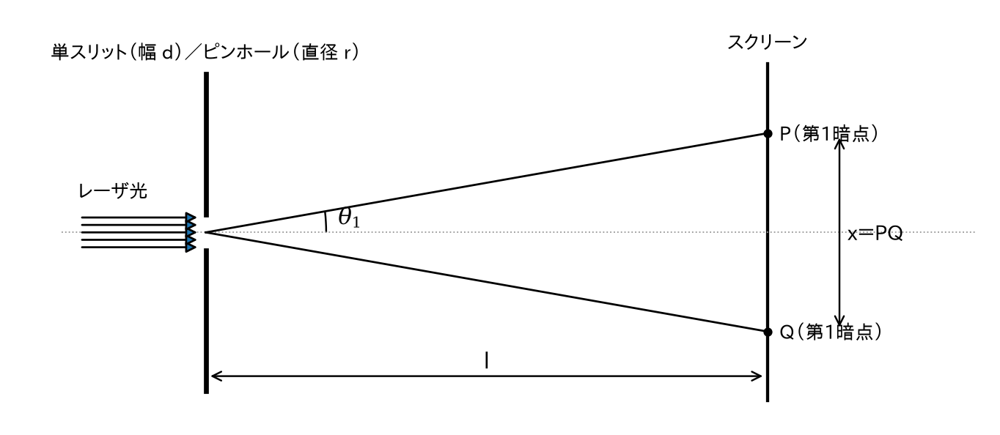 単スリット(幅 d)／ピンホール(直径 r)
スクリーン
P(第1暗点)
レーザ光
θ1
x=PQ
Q(第1暗点)
l